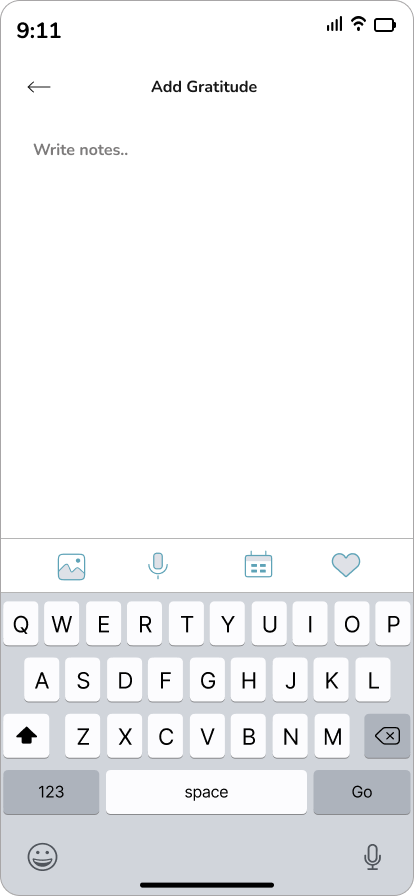 9:11
Add Gratitude
Write notes..
Q W E R T Y U I O P
A S D F G H J K L
Z X C V B N M
123 space Go